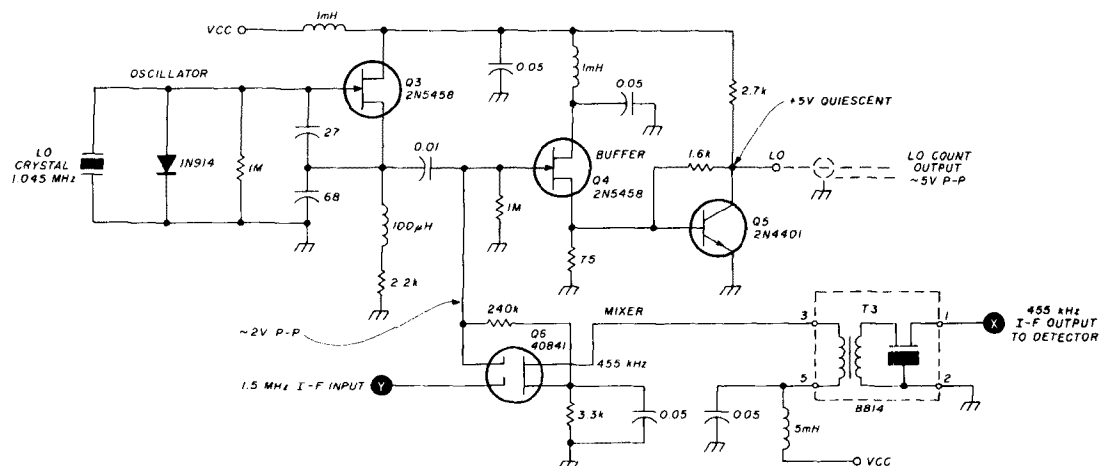 1mH
VCC
OSCILLATOR
Q3
2N5458
0.05
1mH
0.05
2.7k
+5V QUIESCENT
LO
CRYSTAL
1.045 MHz
1N914
1M
27
68
0.01
BUFFER
Q4
2N5458
1.6k
LO
LO COUNT
OUTPUT
~5V P-P
1M
100μH
2.2k
75
Q5
2N4401
~2V P-P
240k
MIXER
Q6
40841
455 kHz
1.5 MHz I-F INPUT
Y
3.3k
0.05
0.05
5mH
VCC
3
T3
1
5
2
BB14
X
455 kHz
I-F OUTPUT
TO DETECTOR